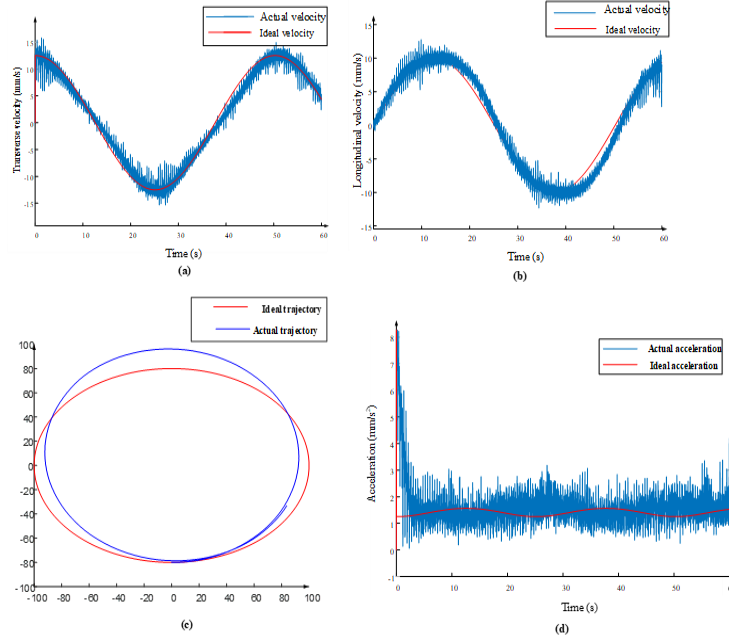 Actual velocity
Ideal velocity
Transverse velocity (mm/s)
15
10
5
0
-5
-10
-15
0 10 20 30 40 50 60
Time (s)
(a)
Actual velocity
Ideal velocity
Longitudinal velocity (mm/s)
15
10
5
0
-5
-10
-15
0 10 20 30 40 50 60
Time (s)
(b)
Ideal trajectory
Actual trajectory
100
80
60
40
20
0
-20
-40
-60
-80
-100
-100 -80 -60 -40 -20 0 20 40 60 80 100
(c)
Actual acceleration
Ideal acceleration
Acceleration (mm/s²)
8
7
6
5
4
3
2
1
0
-1
0 10 20 30 40 50 6
Time (s)
(d)